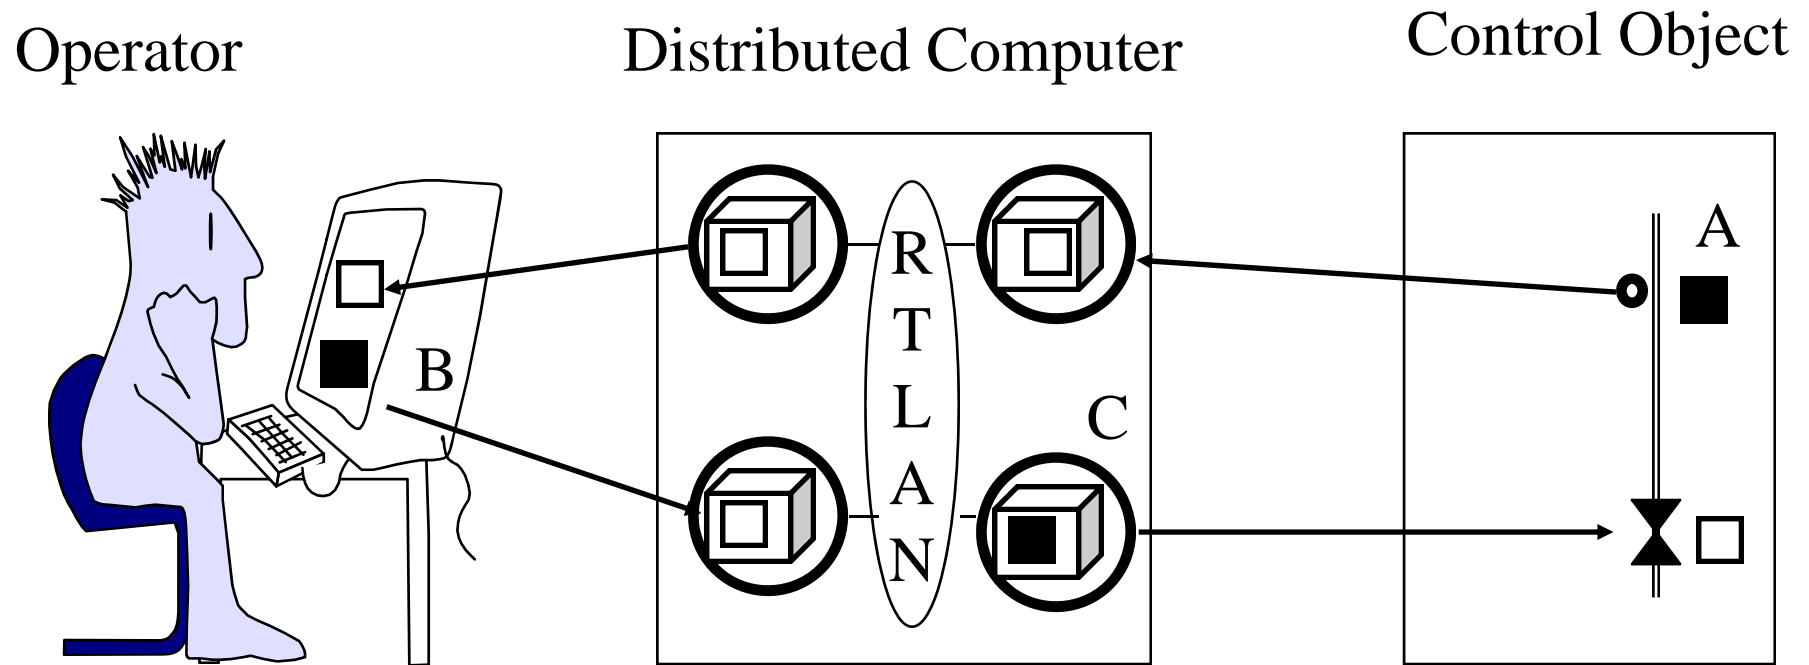 Operator
Distributed Computer
Control Object
R
T
L
A
N
A
B
C